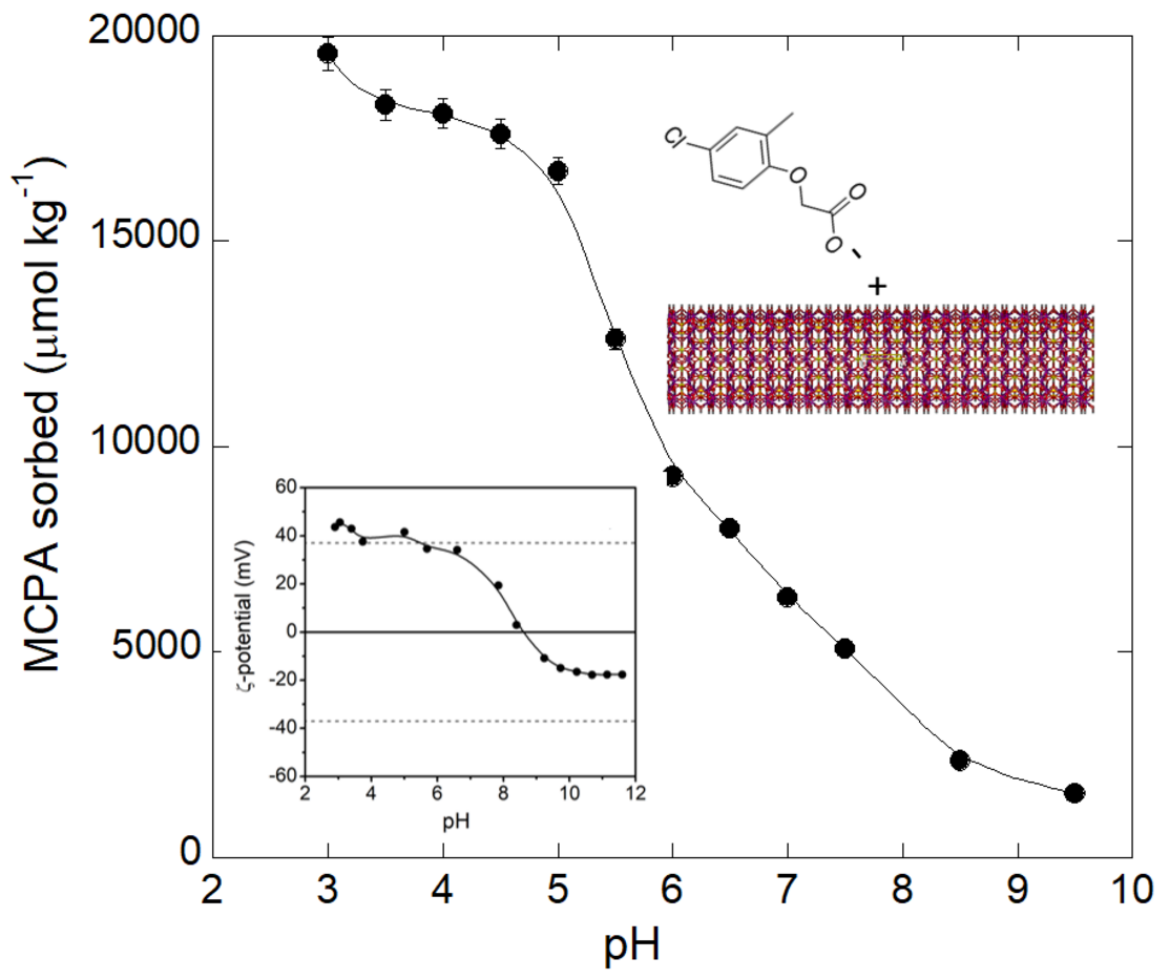 20000
15000
10000
5000
0
MCPA sorbed (μmol kg⁻¹)
2 3 4 5 6 7 8 9 10
pH
Cl
O
O
O
-
+
60
40
20
0
-20
-40
-60
ζ-potential (mV)
2 4 6 8 10 12
pH